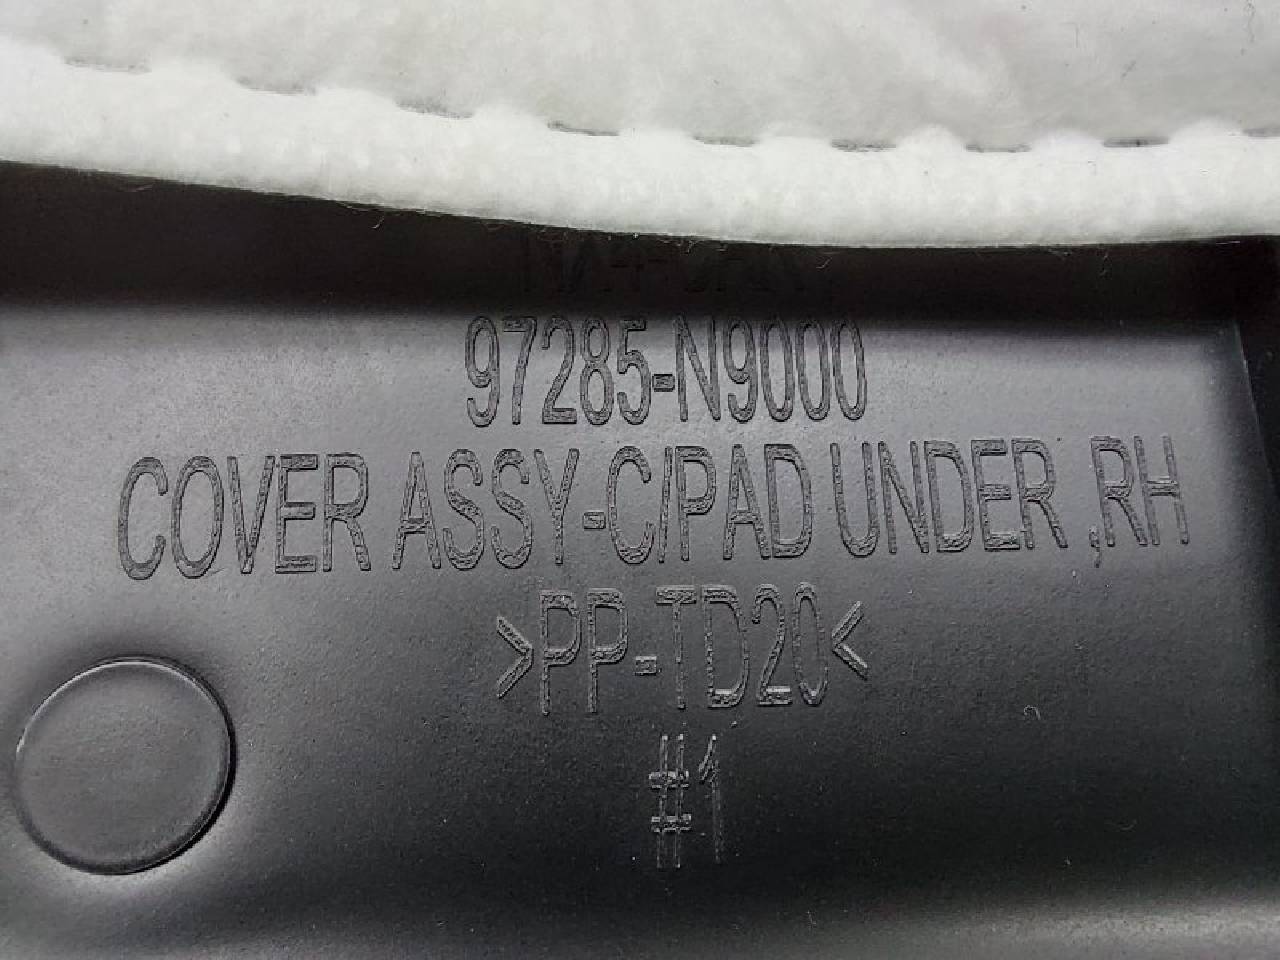 97285-N9000
COVER ASSY-C/PAD UNDER ,RH
>PP-TD20<
#1